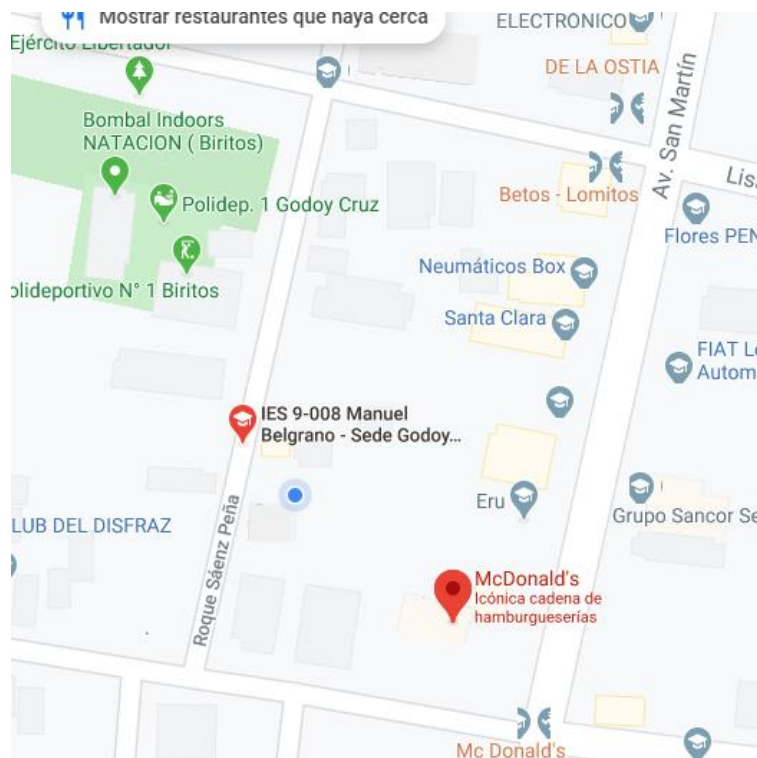 Mostrar restaurantes que haya cerca
ELECTRONICO
Ejército Libertador
DE LA OSTIA
Bombal Indoors
NATACION ( Biritos)
Av. San Martín
Lis
Betos - Lomitos
Polidep. 1 Godoy Cruz
Flores PEN
Neumáticos Box
olideportivo N° 1 Biritos
Santa Clara
FIAT L
Autom
IES 9-008 Manuel
Belgrano - Sede Godoy...
Eru
Grupo Sancor Se
LUB DEL DISFRAZ
Roque Sáenz Peña
McDonald's
Icónica cadena de
hamburgueserías
Mc Donald's